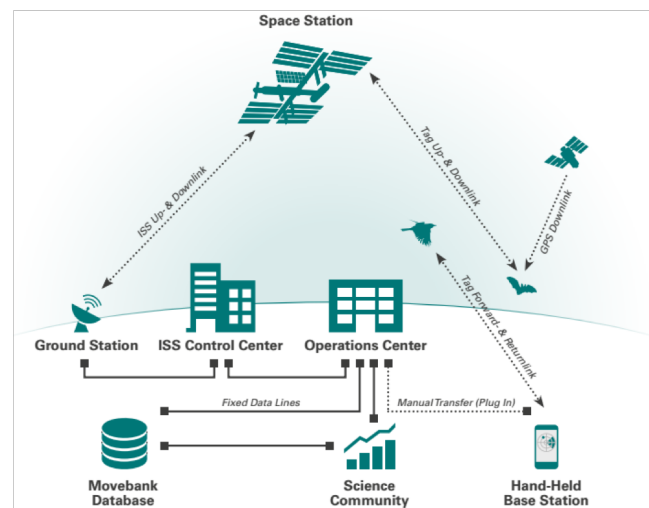 Space Station
ISS Up- & Downlink
Tag Up- & Downlink
GPS Downlink
Tag Forward- & Returnlink
Ground Station
ISS Control Center
Operations Center
Fixed Data Lines
Manual Transfer (Plug In)
Movebank
Database
Science
Community
Hand-Held
Base Station